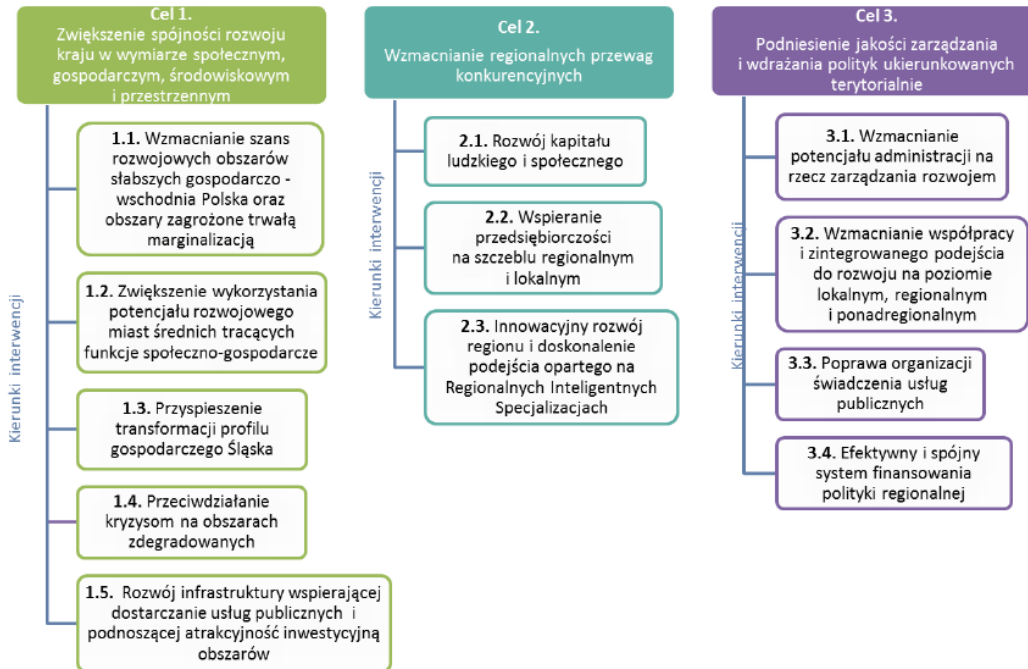 Cel 1.
Zwiększenie spójności rozwoju
kraju w wymiarze społecznym,
gospodarczym, środowiskowym
i przestrzennym
Kierunki interwencji
1.1. Wzmacnianie szans
rozwojowych obszarów
słabszych gospodarczo -
wschodnia Polska oraz
obszary zagrożone trwałą
marginalizacją
1.2. Zwiększenie wykorzystania
potencjału rozwojowego
miast średnich tracących
funkcje społeczno-gospodarcze
1.3. Przyspieszenie
transformacji profilu
gospodarczego Śląska
1.4. Przeciwdziałanie
kryzysom na obszarach
zdegradowanych
1.5. Rozwój infrastruktury wspierającej
dostarczanie usług publicznych i
podnoszącej atrakcyjność inwestycyjną
obszarów
Cel 2.
Wzmacnianie regionalnych przewag
konkurencyjnych
Kierunki interwencji
2.1. Rozwój kapitału
ludzkiego i społecznego
2.2. Wspieranie
przedsiębiorczości
na szczeblu regionalnym
i lokalnym
2.3. Innowacyjny rozwój
regionu i doskonalenie
podejścia opartego na
Regionalnych Inteligentnych
Specjalizacjach
Cel 3.
Podniesienie jakości zarządzania
i wdrażania polityk ukierunkowanych
terytorialnie
Kierunki interwencji
3.1. Wzmacnianie
potencjału administracji na
rzecz zarządzania rozwojem
3.2. Wzmacnianie współpracy
i zintegrowanego podejścia
do rozwoju na poziomie
lokalnym, regionalnym
i ponadregionalnym
3.3. Poprawa organizacji
świadczenia usług
publicznych
3.4. Efektywny i spójny
system finansowania
polityki regionalnej